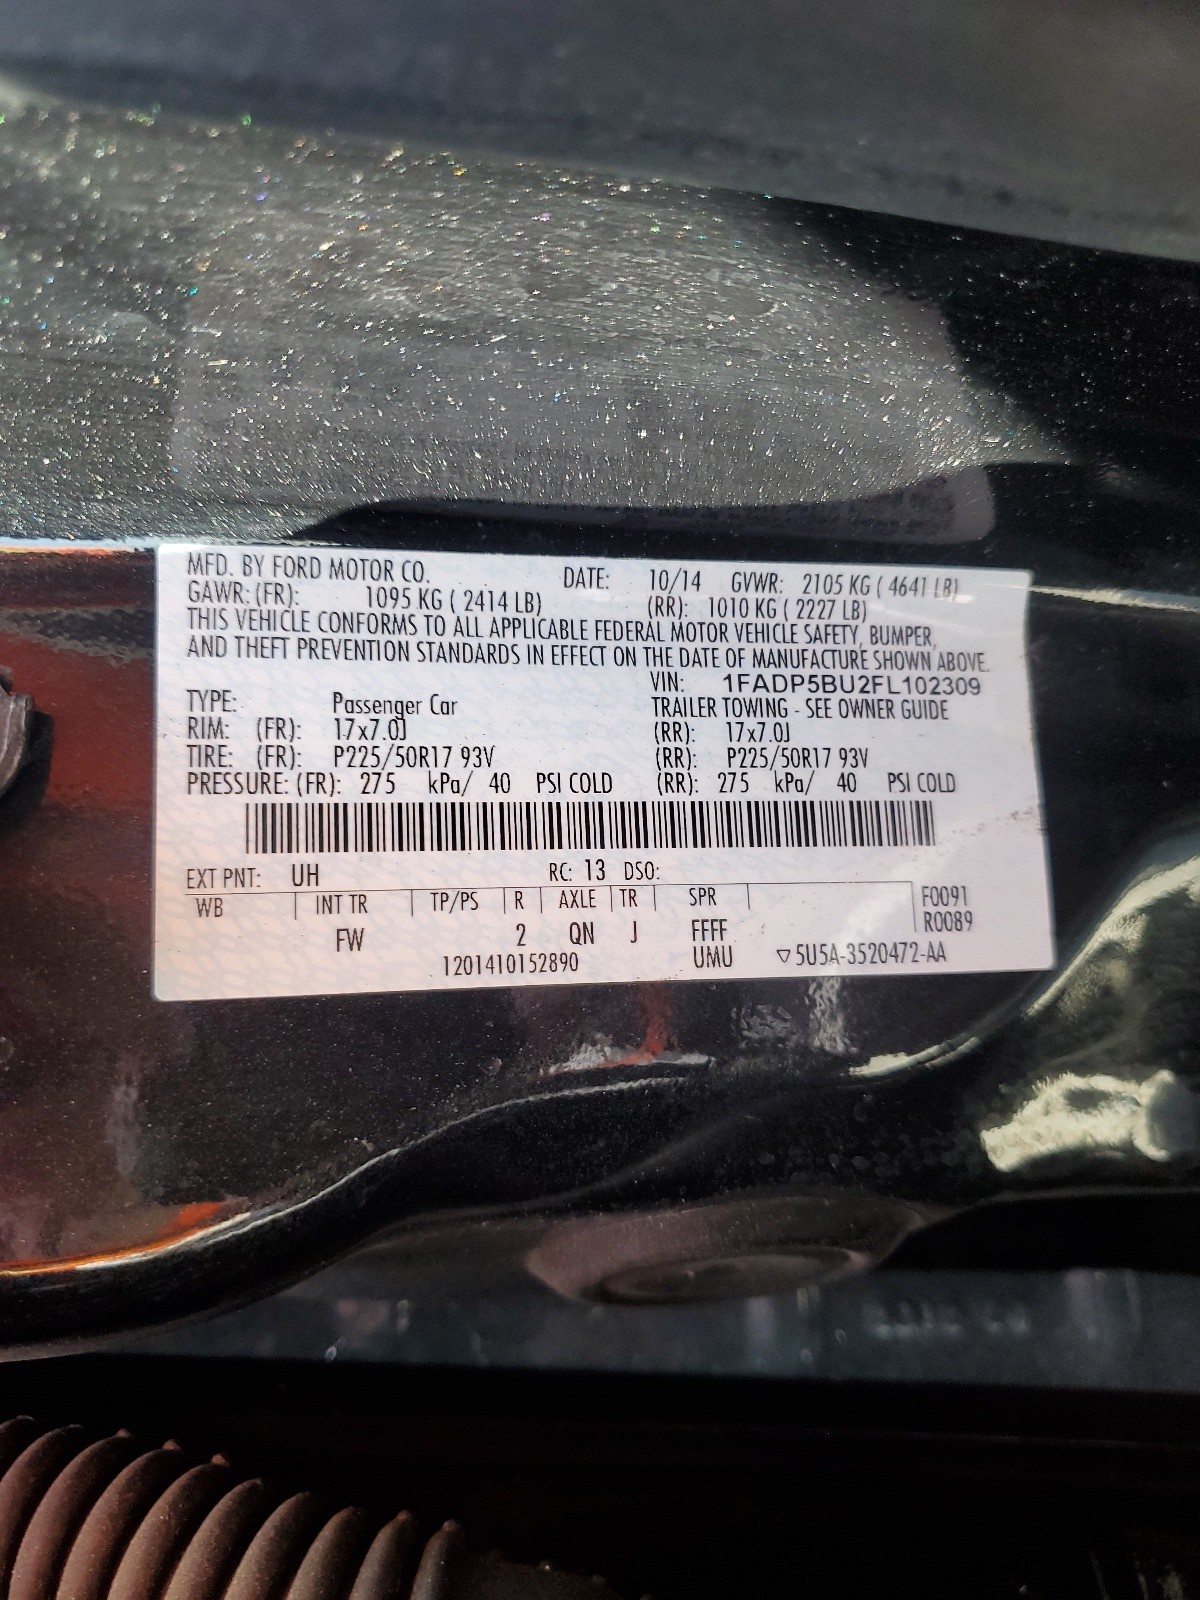 MFD. BY FORD MOTOR CO. DATE: 10/14 GVWR: 2105 KG ( 4641 LB)
GAWR: (FR): 1095 KG ( 2414 LB) (RR): 1010 KG ( 2227 LB)
THIS VEHICLE CONFORMS TO ALL APPLICABLE FEDERAL MOTOR VEHICLE SAFETY, BUMPER,
AND THEFT PREVENTION STANDARDS IN EFFECT ON THE DATE OF MANUFACTURE SHOWN ABOVE.
VIN: 1FADP5BU2FL102309
TYPE: Passenger Car TRAILER TOWING - SEE OWNER GUIDE
RIM: (FR): 17x7.0J (RR): 17x7.0J
TIRE: (FR): P225/50R17 93V (RR): P225/50R17 93V
PRESSURE: (FR): 275 kPa/ 40 PSI COLD (RR): 275 kPa/ 40 PSI COLD
EXT PNT: UH RC: 13 DSO:
WB INT TR TP/PS R AXLE TR SPR F0091
R0089
FW 2 QN J FFFF
1201410152890 UMU ▽5U5A-3520472-AA